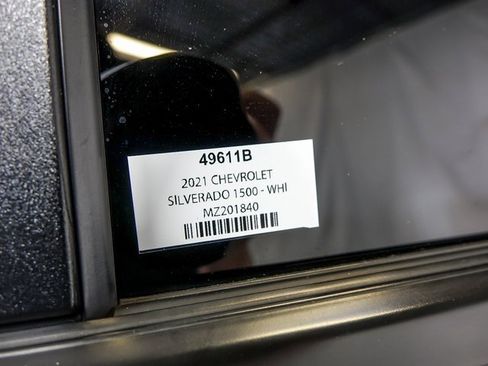 49611B
2021 CHEVROLET
SILVERADO 1500 - WHI
MZ201840